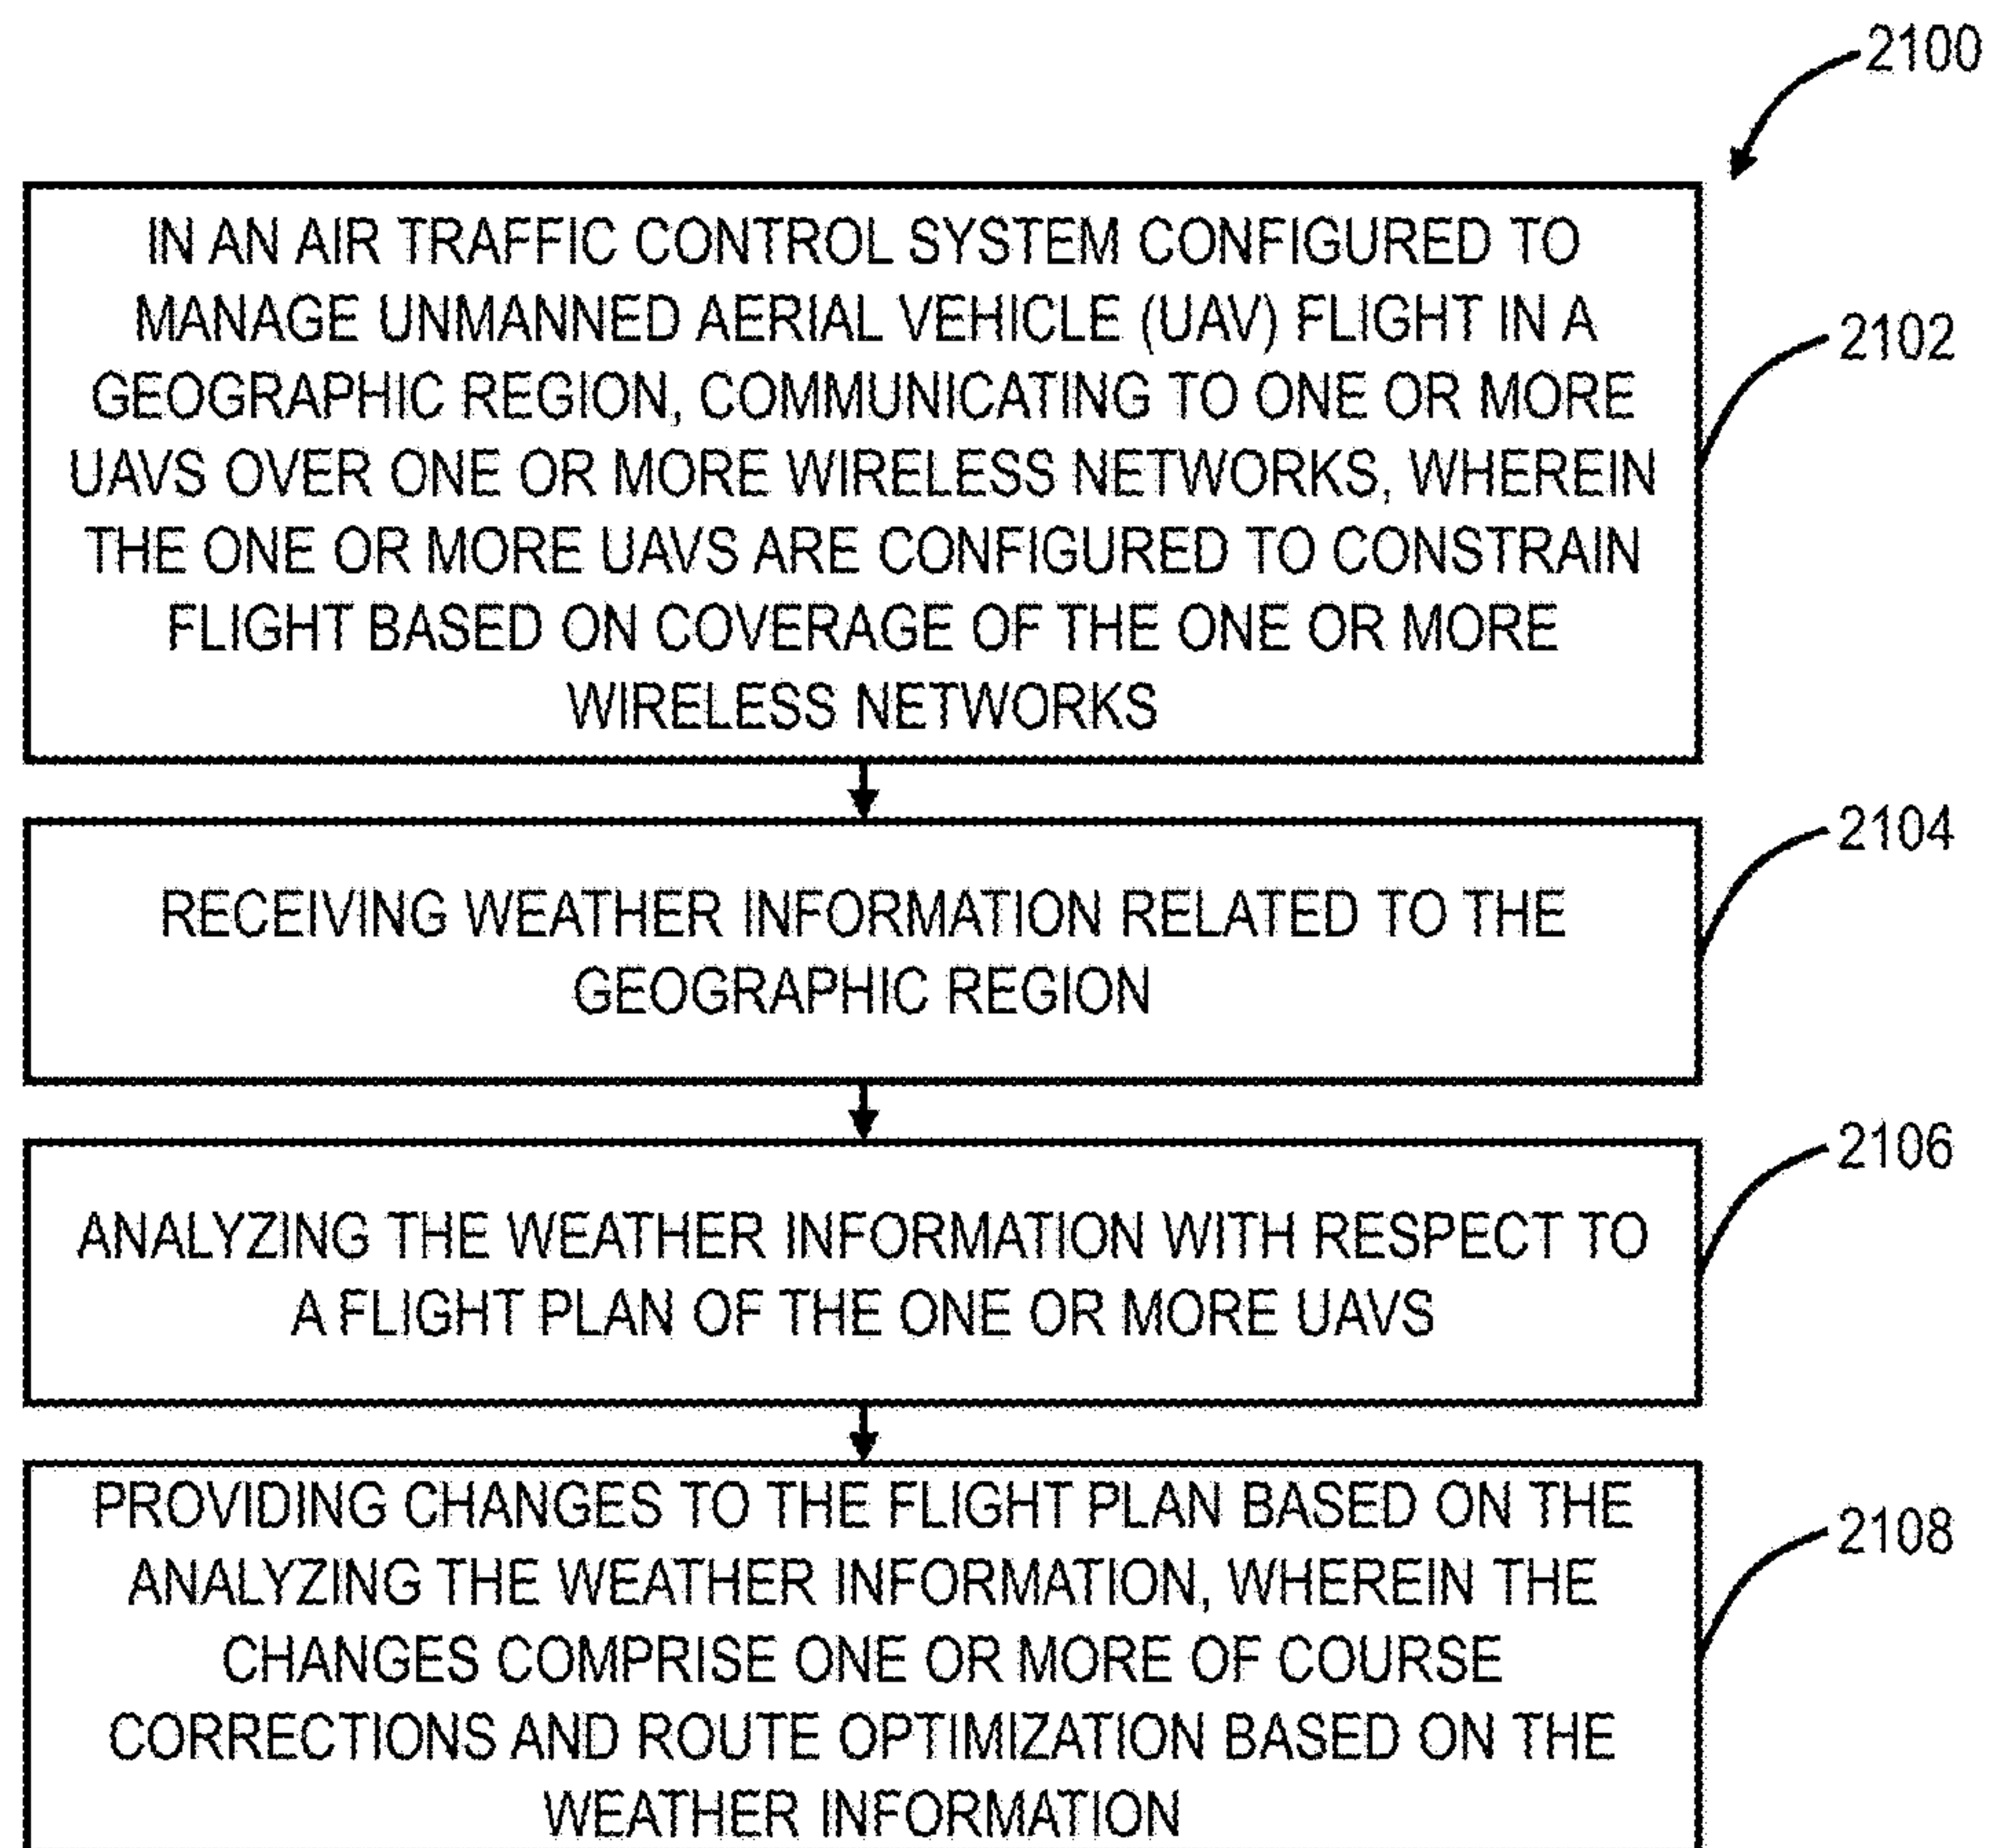 2100
IN AN AIR TRAFFIC CONTROL SYSTEM CONFIGURED TO
MANAGE UNMANNED AERIAL VEHICLE (UAV) FLIGHT IN A
GEOGRAPHIC REGION, COMMUNICATING TO ONE OR MORE
UAVS OVER ONE OR MORE WIRELESS NETWORKS, WHEREIN
THE ONE OR MORE UAVS ARE CONFIGURED TO CONSTRAIN
FLIGHT BASED ON COVERAGE OF THE ONE OR MORE
WIRELESS NETWORKS
2102
RECEIVING WEATHER INFORMATION RELATED TO THE
GEOGRAPHIC REGION
2104
ANALYZING THE WEATHER INFORMATION WITH RESPECT TO
A FLIGHT PLAN OF THE ONE OR MORE UAVS
2106
PROVIDING CHANGES TO THE FLIGHT PLAN BASED ON THE
ANALYZING THE WEATHER INFORMATION, WHEREIN THE
CHANGES COMPRISE ONE OR MORE OF COURSE
CORRECTIONS AND ROUTE OPTIMIZATION BASED ON THE
WEATHER INFORMATION
2108